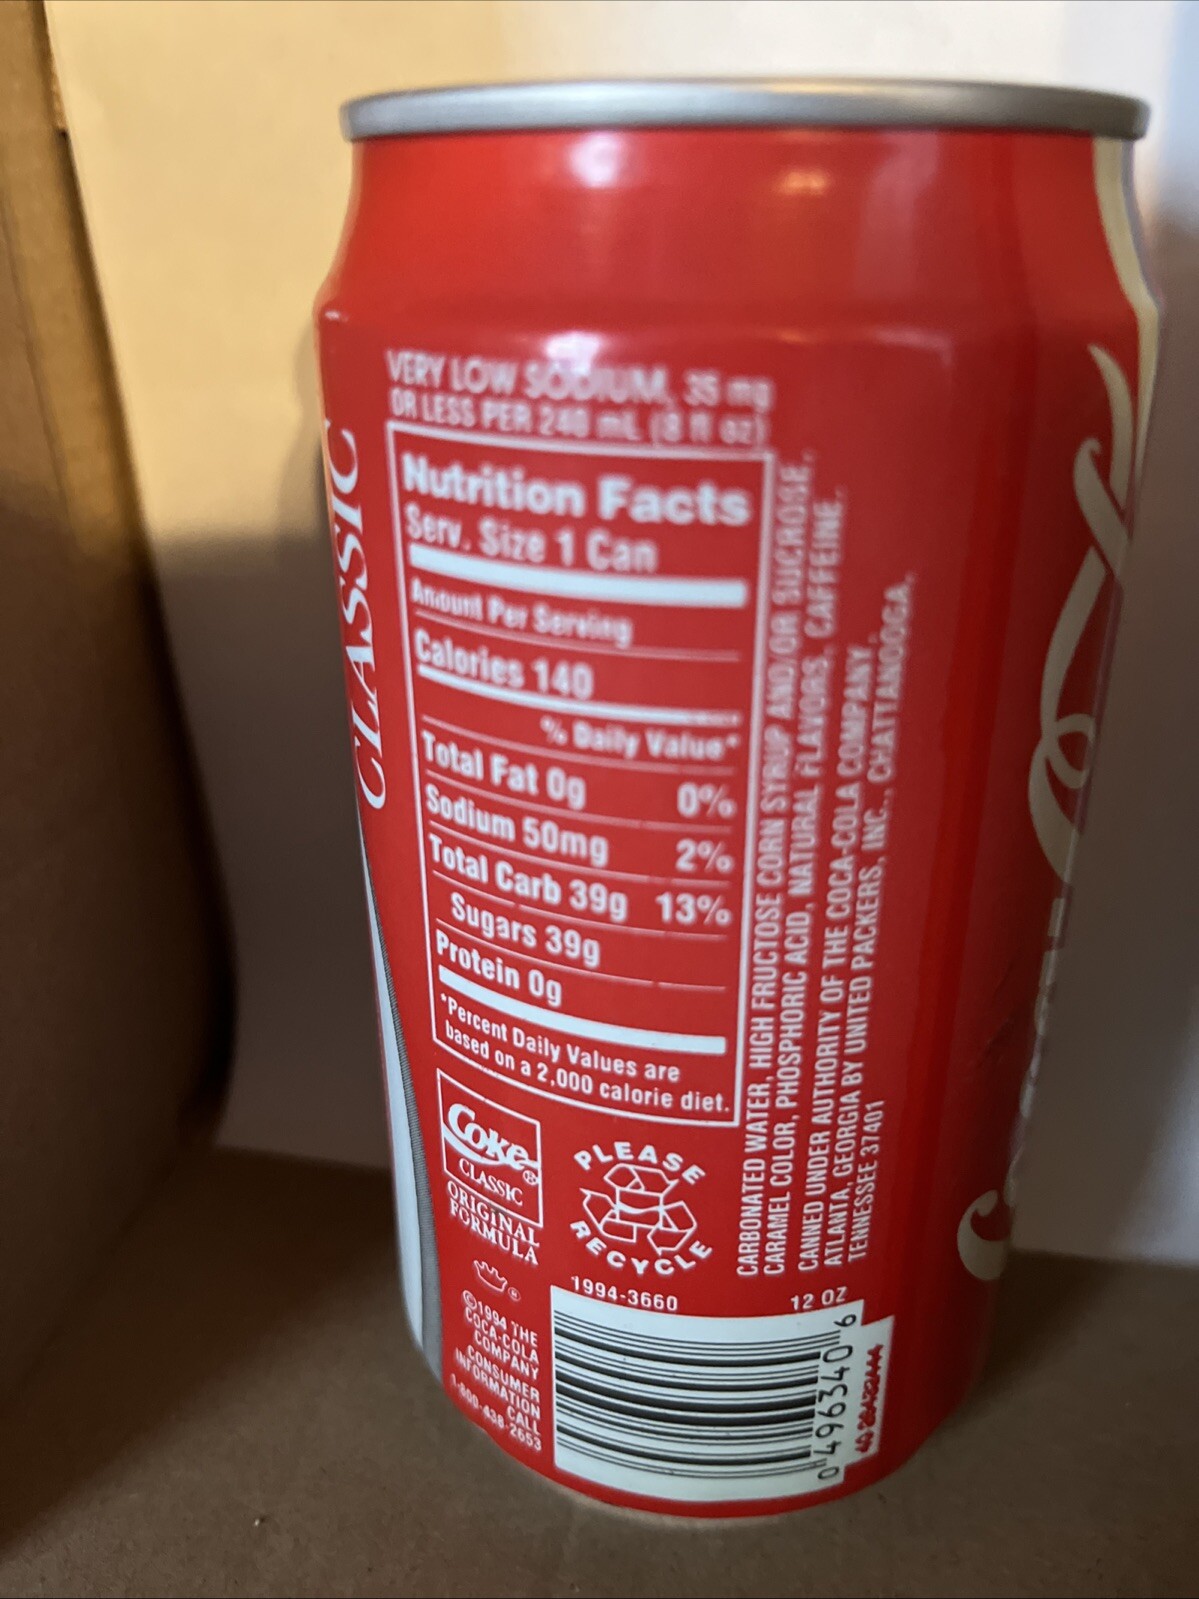 CLASSIC
VERY LOW SODIUM, 35 mg
OR LESS PER 240 mL (8 fl oz)
Nutrition Facts
Serv. Size 1 Can
Amount Per Serving
Calories 140
% Daily Value*
Total Fat 0g 0%
Sodium 50mg 2%
Total Carb 39g 13%
Sugars 39g
Protein 0g
*Percent Daily Values are
based on a 2,000 calorie diet.
CARBONATED WATER, HIGH FRUCTOSE CORN SYRUP AND/OR SUCROSE,
CARAMEL COLOR, PHOSPHORIC ACID, NATURAL FLAVORS, CAFFEINE.
CANNED UNDER AUTHORITY OF THE COCA-COLA COMPANY,
ATLANTA, GEORGIA BY UNITED PACKERS, INC., CHATTANOOGA,
TENNESSEE 37401
Coke®
CLASSIC
ORIGINAL
FORMULA
PLEASE
RECYCLE
©1994 THE
COCA-COLA
COMPANY
CONSUMER
INFORMATION
CALL
1-800-438-2653
1994-3660
12 OZ
0 496340 6